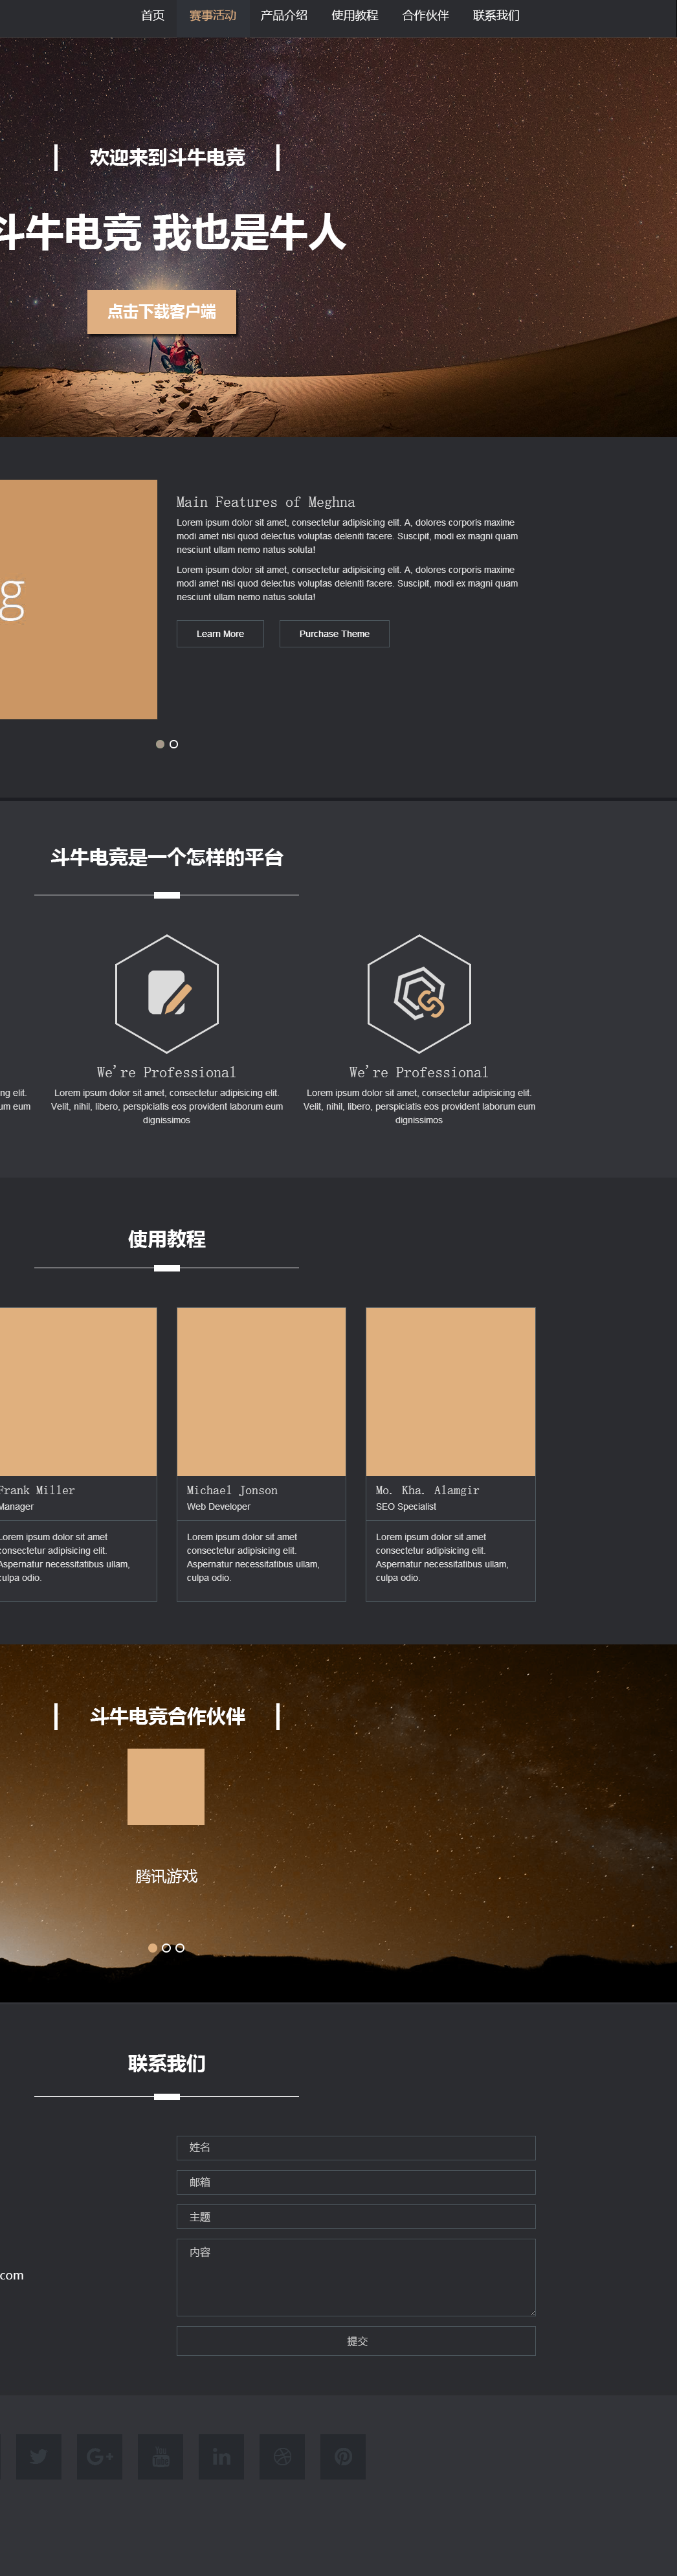 首页 赛事活动 产品介绍 使用教程 合作伙伴 联系我们
欢迎来到斗牛电竞
斗牛电竞 我也是牛人
点击下载客户端
g
Main Features of Meghna
Lorem ipsum dolor sit amet, consectetur adipisicing elit. A, dolores corporis maxime
modi amet nisi quod delectus voluptas deleniti facere. Suscipit, modi ex magni quam
nesciunt ullam nemo natus soluta!
Lorem ipsum dolor sit amet, consectetur adipisicing elit. A, dolores corporis maxime
modi amet nisi quod delectus voluptas deleniti facere. Suscipit, modi ex magni quam
nesciunt ullam nemo natus soluta!
Learn More
Purchase Theme
斗牛电竞是一个怎样的平台
ng elit.
um eum
We're Professional
Lorem ipsum dolor sit amet, consectetur adipisicing elit.
Velit, nihil, libero, perspiciatis eos provident laborum eum
dignissimos
We're Professional
Lorem ipsum dolor sit amet, consectetur adipisicing elit.
Velit, nihil, libero, perspiciatis eos provident laborum eum
dignissimos
使用教程
Frank Miller
Manager
Lorem ipsum dolor sit amet
consectetur adipisicing elit.
Aspernatur necessitatibus ullam,
culpa odio.
Michael Jonson
Web Developer
Lorem ipsum dolor sit amet
consectetur adipisicing elit.
Aspernatur necessitatibus ullam,
culpa odio.
Mo. Kha. Alamgir
SEO Specialist
Lorem ipsum dolor sit amet
consectetur adipisicing elit.
Aspernatur necessitatibus ullam,
culpa odio.
斗牛电竞合作伙伴
腾讯游戏
联系我们
.com
姓名
邮箱
主题
内容
提交